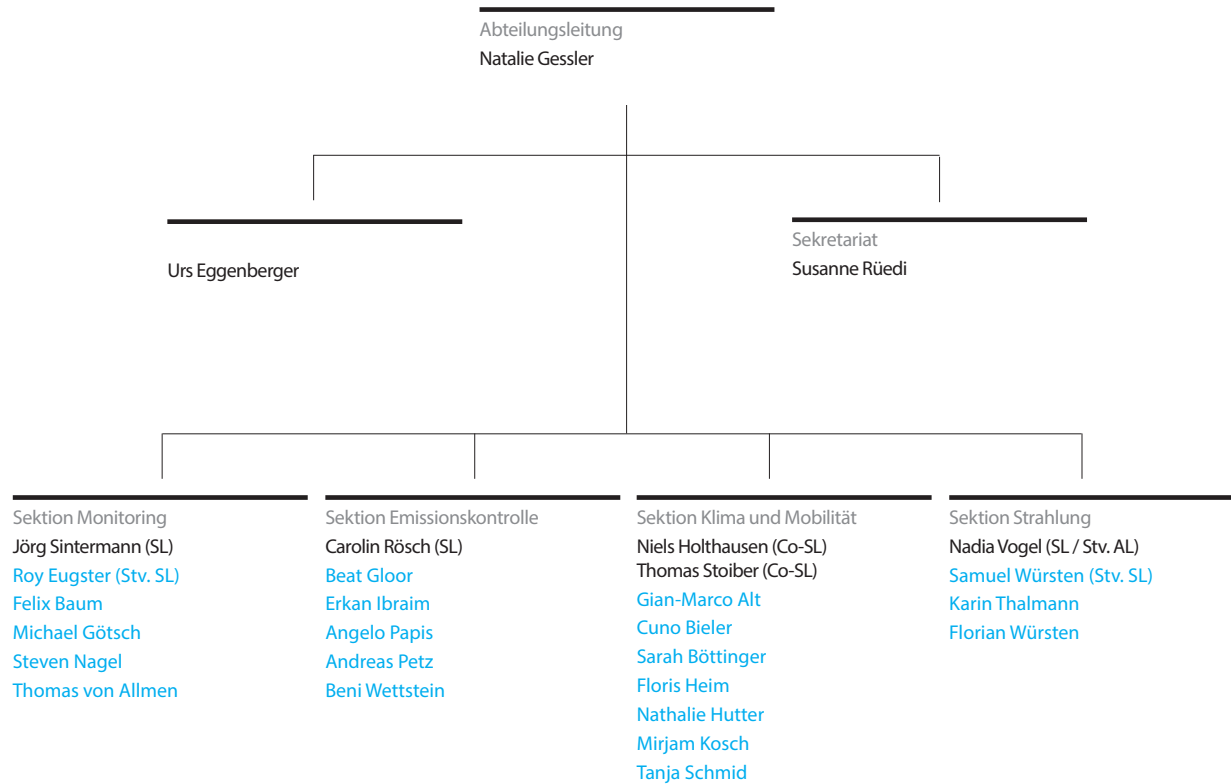 Abteilungsleitung
Natalie Gessler
Urs Eggenberger
Sekretariat
Susanne Rüedi
Sektion Monitoring
Jörg Sintermann (SL)
Roy Eugster (Stv. SL)
Felix Baum
Michael Götsch
Steven Nagel
Thomas von Allmen
Sektion Emissionskontrolle
Carolin Rösch (SL)
Beat Gloor
Erkan Ibraim
Angelo Papis
Andreas Petz
Beni Wettstein
Sektion Klima und Mobilität
Niels Holthausen (Co-SL)
Thomas Stoiber (Co-SL)
Gian-Marco Alt
Cuno Bieler
Sarah Böttinger
Floris Heim
Nathalie Hutter
Mirjam Kosch
Tanja Schmid
Sektion Strahlung
Nadia Vogel (SL / Stv. AL)
Samuel Würsten (Stv. SL)
Karin Thalmann
Florian Würsten